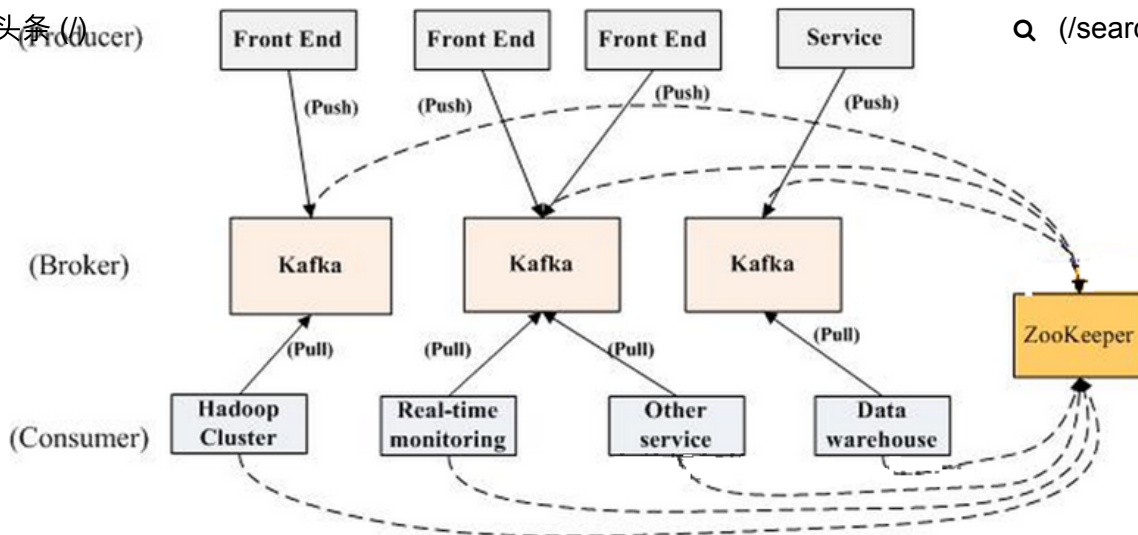 头条 (/)
(Producer)
(/searc
Front End
Front End
Front End
Service
(Push)
(Push)
(Push)
(Push)
(Broker)
Kafka
Kafka
Kafka
ZooKeeper
(Pull)
(Pull)
(Pull)
(Pull)
(Consumer)
Hadoop
Cluster
Real-time
monitoring
Other
service
Data
warehouse